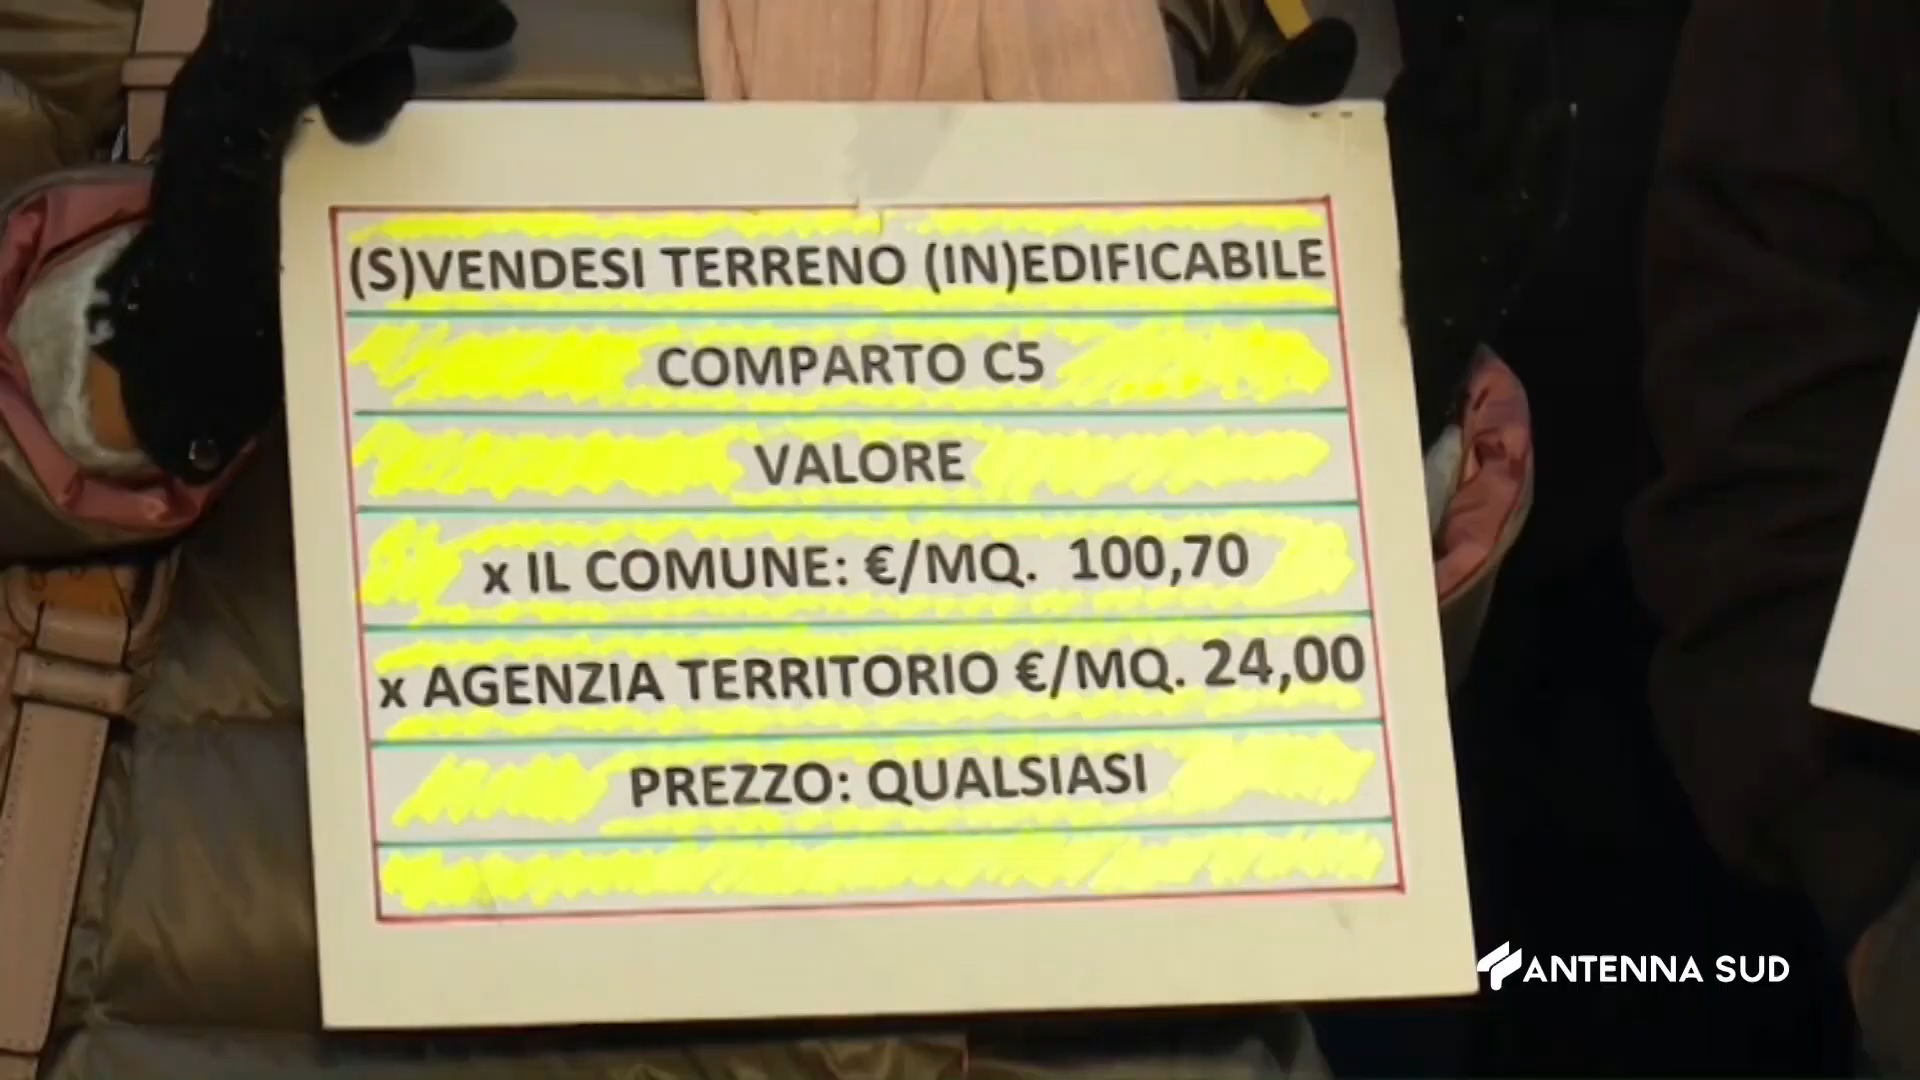 (S)VENDESI TERRENO (IN)EDIFICABILE
COMPARTO C5
VALORE
x IL COMUNE: €/MQ. 100,70
x AGENZIA TERRITORIO €/MQ. 24,00
PREZZO: QUALSIASI
ANTENNA SUD